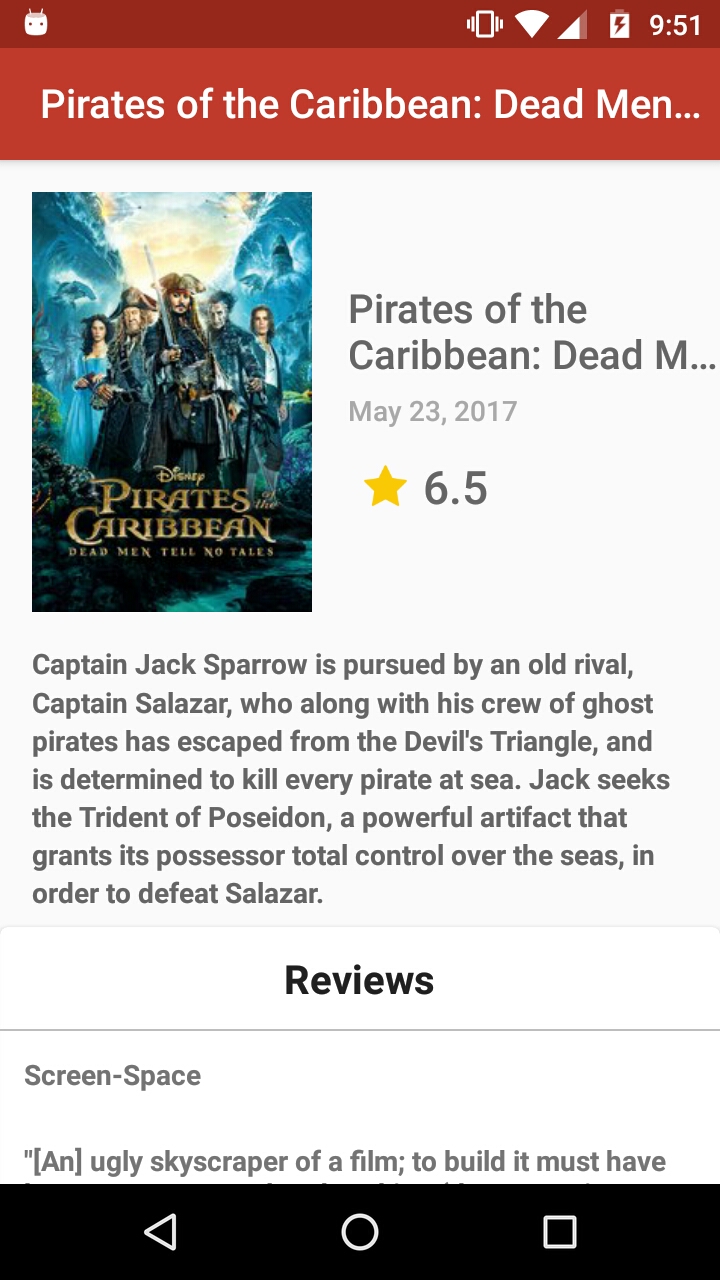 9:51
Pirates of the Caribbean: Dead Men...
Disney
PIRATES of the
CARIBBEAN
DEAD MEN TELL NO TALES
Pirates of the
Caribbean: Dead M...
May 23, 2017
6.5
Captain Jack Sparrow is pursued by an old rival,
Captain Salazar, who along with his crew of ghost
pirates has escaped from the Devil's Triangle, and
is determined to kill every pirate at sea. Jack seeks
the Trident of Poseidon, a powerful artifact that
grants its possessor total control over the seas, in
order to defeat Salazar.
Reviews
Screen-Space
"[An] ugly skyscraper of a film; to build it must have